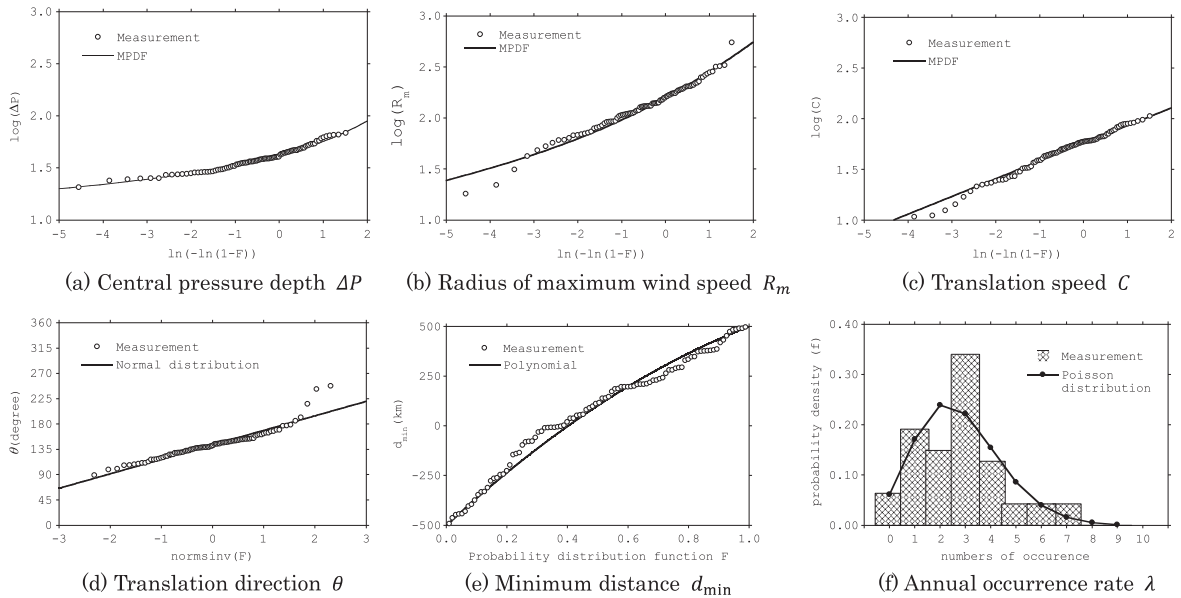 3.0
2.5
2.0
1.5
1.0
log(ΔP)
Measurement
MPDF
-5 -4 -3 -2 -1 0 1 2
ln(-ln(1-F))
(a) Central pressure depth ΔP
3.0
2.5
2.0
1.5
1.0
log(Rm)
Measurement
MPDF
-5 -4 -3 -2 -1 0 1 2
ln(-ln(1-F))
(b) Radius of maximum wind speed Rm
3.0
2.5
2.0
1.5
1.0
log(C)
Measurement
MPDF
-5 -4 -3 -2 -1 0 1 2
ln(-ln(1-F))
(c) Translation speed C
360
315
270
225
180
135
90
45
0
θ(degree)
Measurement
Normal distribution
-3 -2 -1 0 1 2 3
normsinv(F)
(d) Translation direction θ
500
250
0
-250
-500
dmin(km)
Measurement
Polynomial
0.0 0.2 0.4 0.6 0.8 1.0
Probability distribution function F
(e) Minimum distance dmin
0.40
0.30
0.20
0.10
0.00
probability density (f)
Measurement
Poisson
distribution
0 1 2 3 4 5 6 7 8 9 10
numbers of occurence
(f) Annual occurrence rate λ